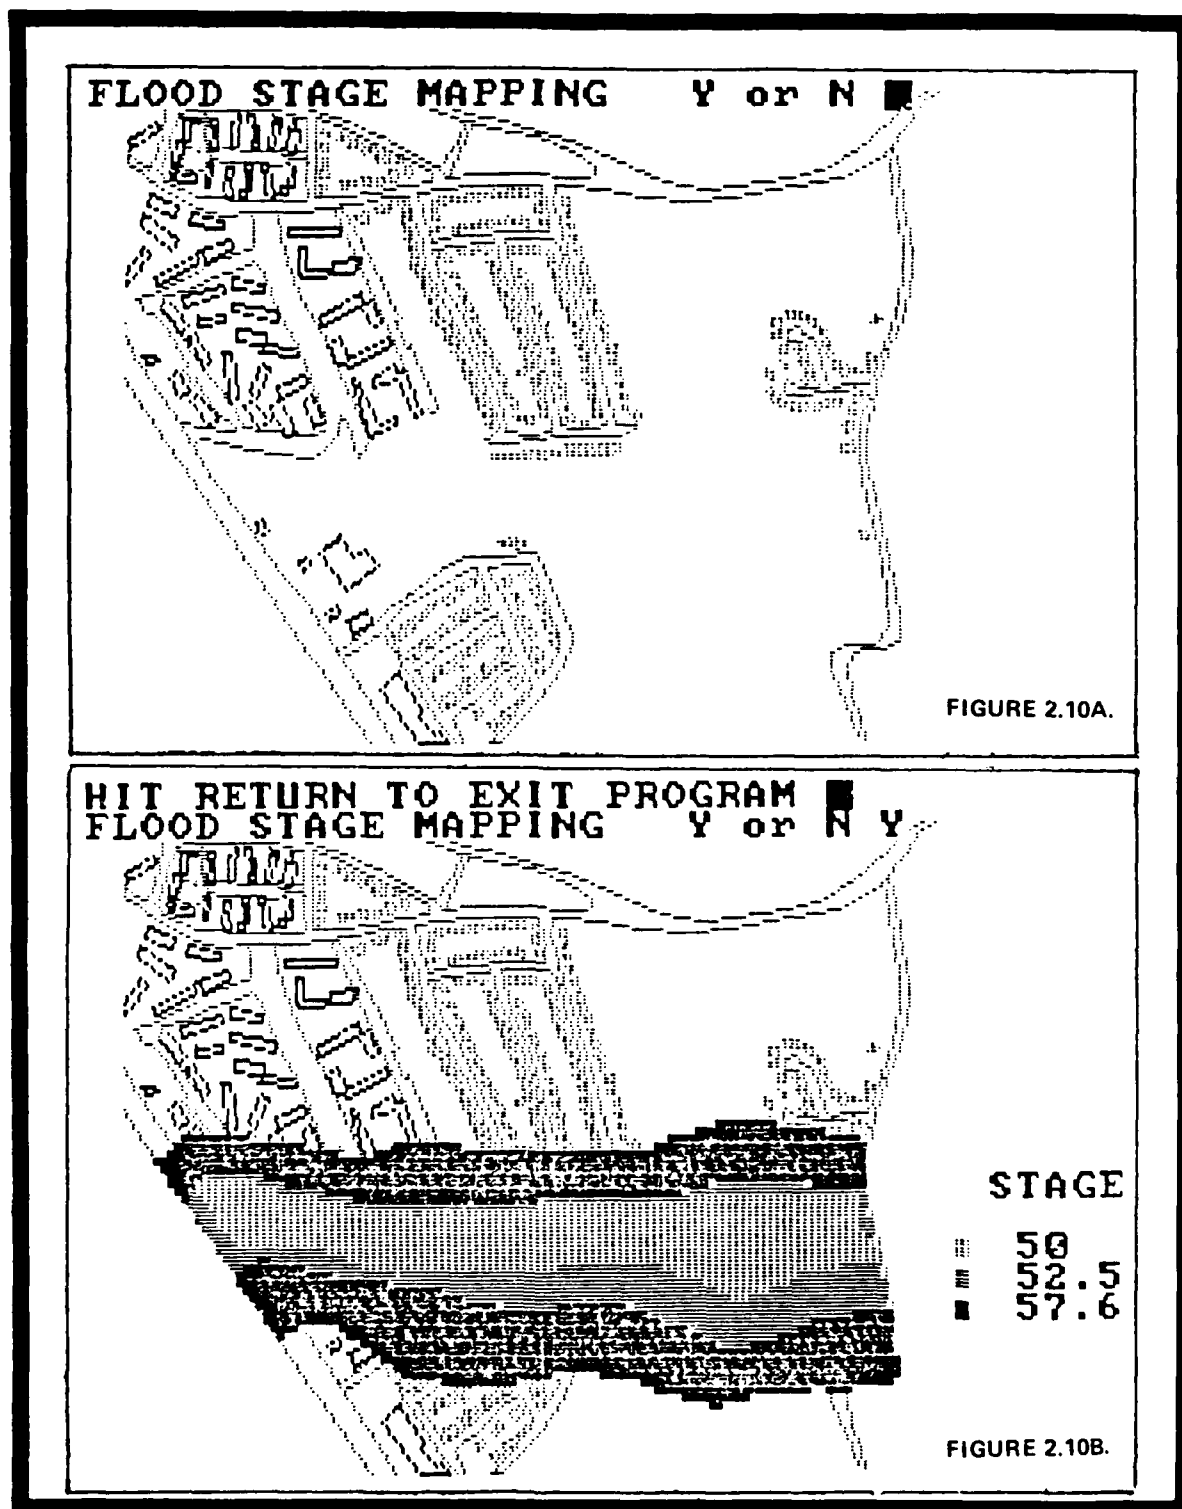 FLOOD STAGE MAPPING Y or N
FIGURE 2.10A.
HIT RETURN TO EXIT PROGRAM
FLOOD STAGE MAPPING Y or N Y
STAGE
50
52.5
57.6
FIGURE 2.10B.